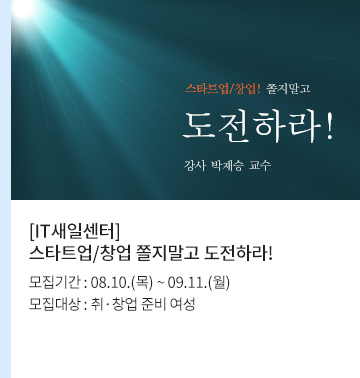 스타트업/창업! 쫄지말고
도전하라!
강사 박재승 교수
[IT새일센터]
스타트업/창업 쫄지말고 도전하라!
모집기간 : 08.10.(목) ~ 09.11.(월)
모집대상 : 취·창업 준비 여성